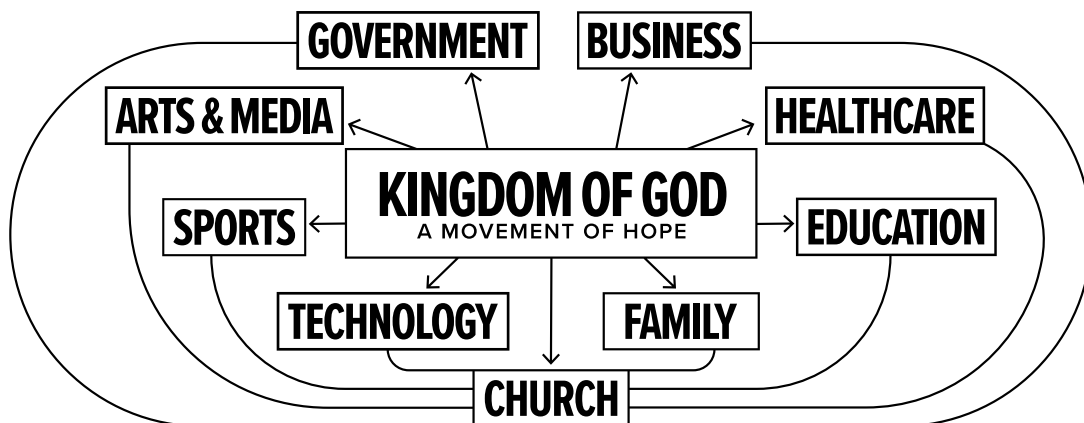 GOVERNMENT
BUSINESS
ARTS & MEDIA
HEALTHCARE
KINGDOM OF GOD
A MOVEMENT OF HOPE
SPORTS
EDUCATION
TECHNOLOGY
FAMILY
CHURCH